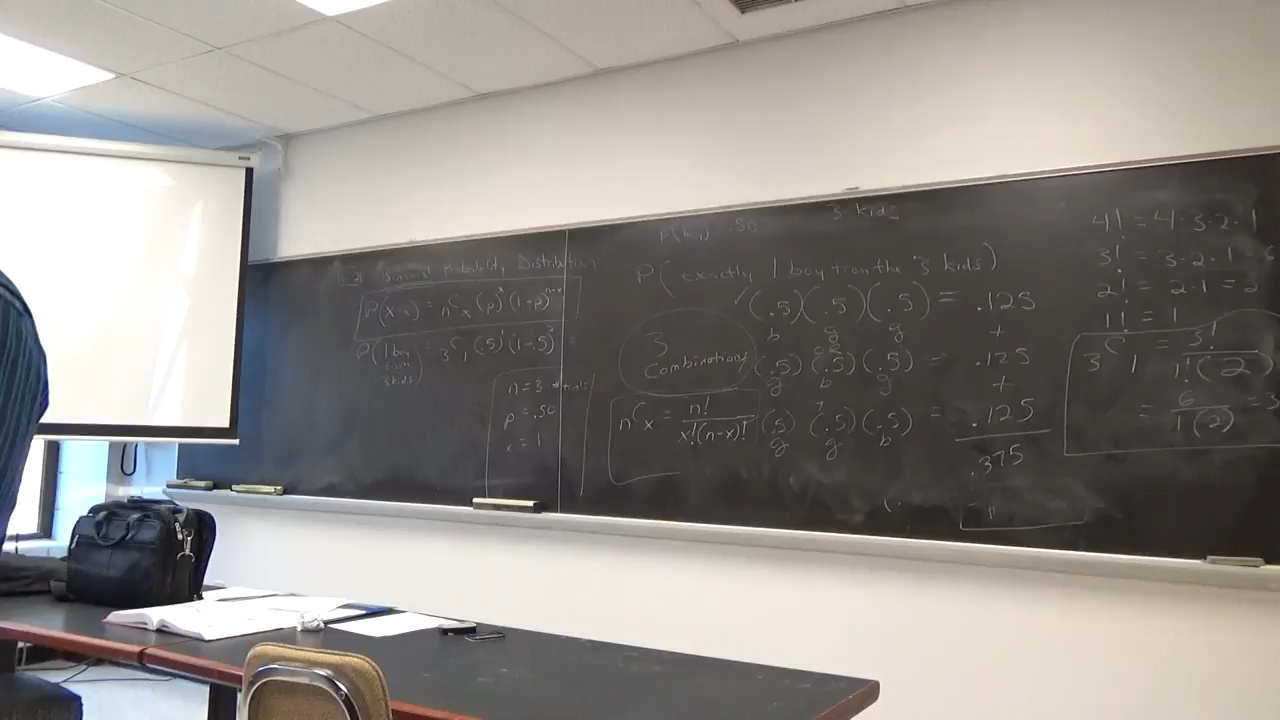 Binomial Probability Distribution
P(X=x) = nCx (p)^x (1-p)^n-x
P(1 boy 3 kids) = 3C1 (.5)^1 (1-.5)
n = 3 # trials
p = .50
x = 1
.50
3 kids
P(exactly 1 boy from the 3 kids)
(.5)(.5)(.5) = .125
b g g
+
3 combinations
(.5)(.5)(.5) = .125
g b g
+
nCx = n!/x!(n-x)!
(.5)(.5)(.5) = .125
g g b
.375
4! = 4·3·2·1
3! = 3·2·1 = 6
2! = 2·1 = 2
1! = 1
3C1 = 3!/1!(2)
= 6/1(2) = 3